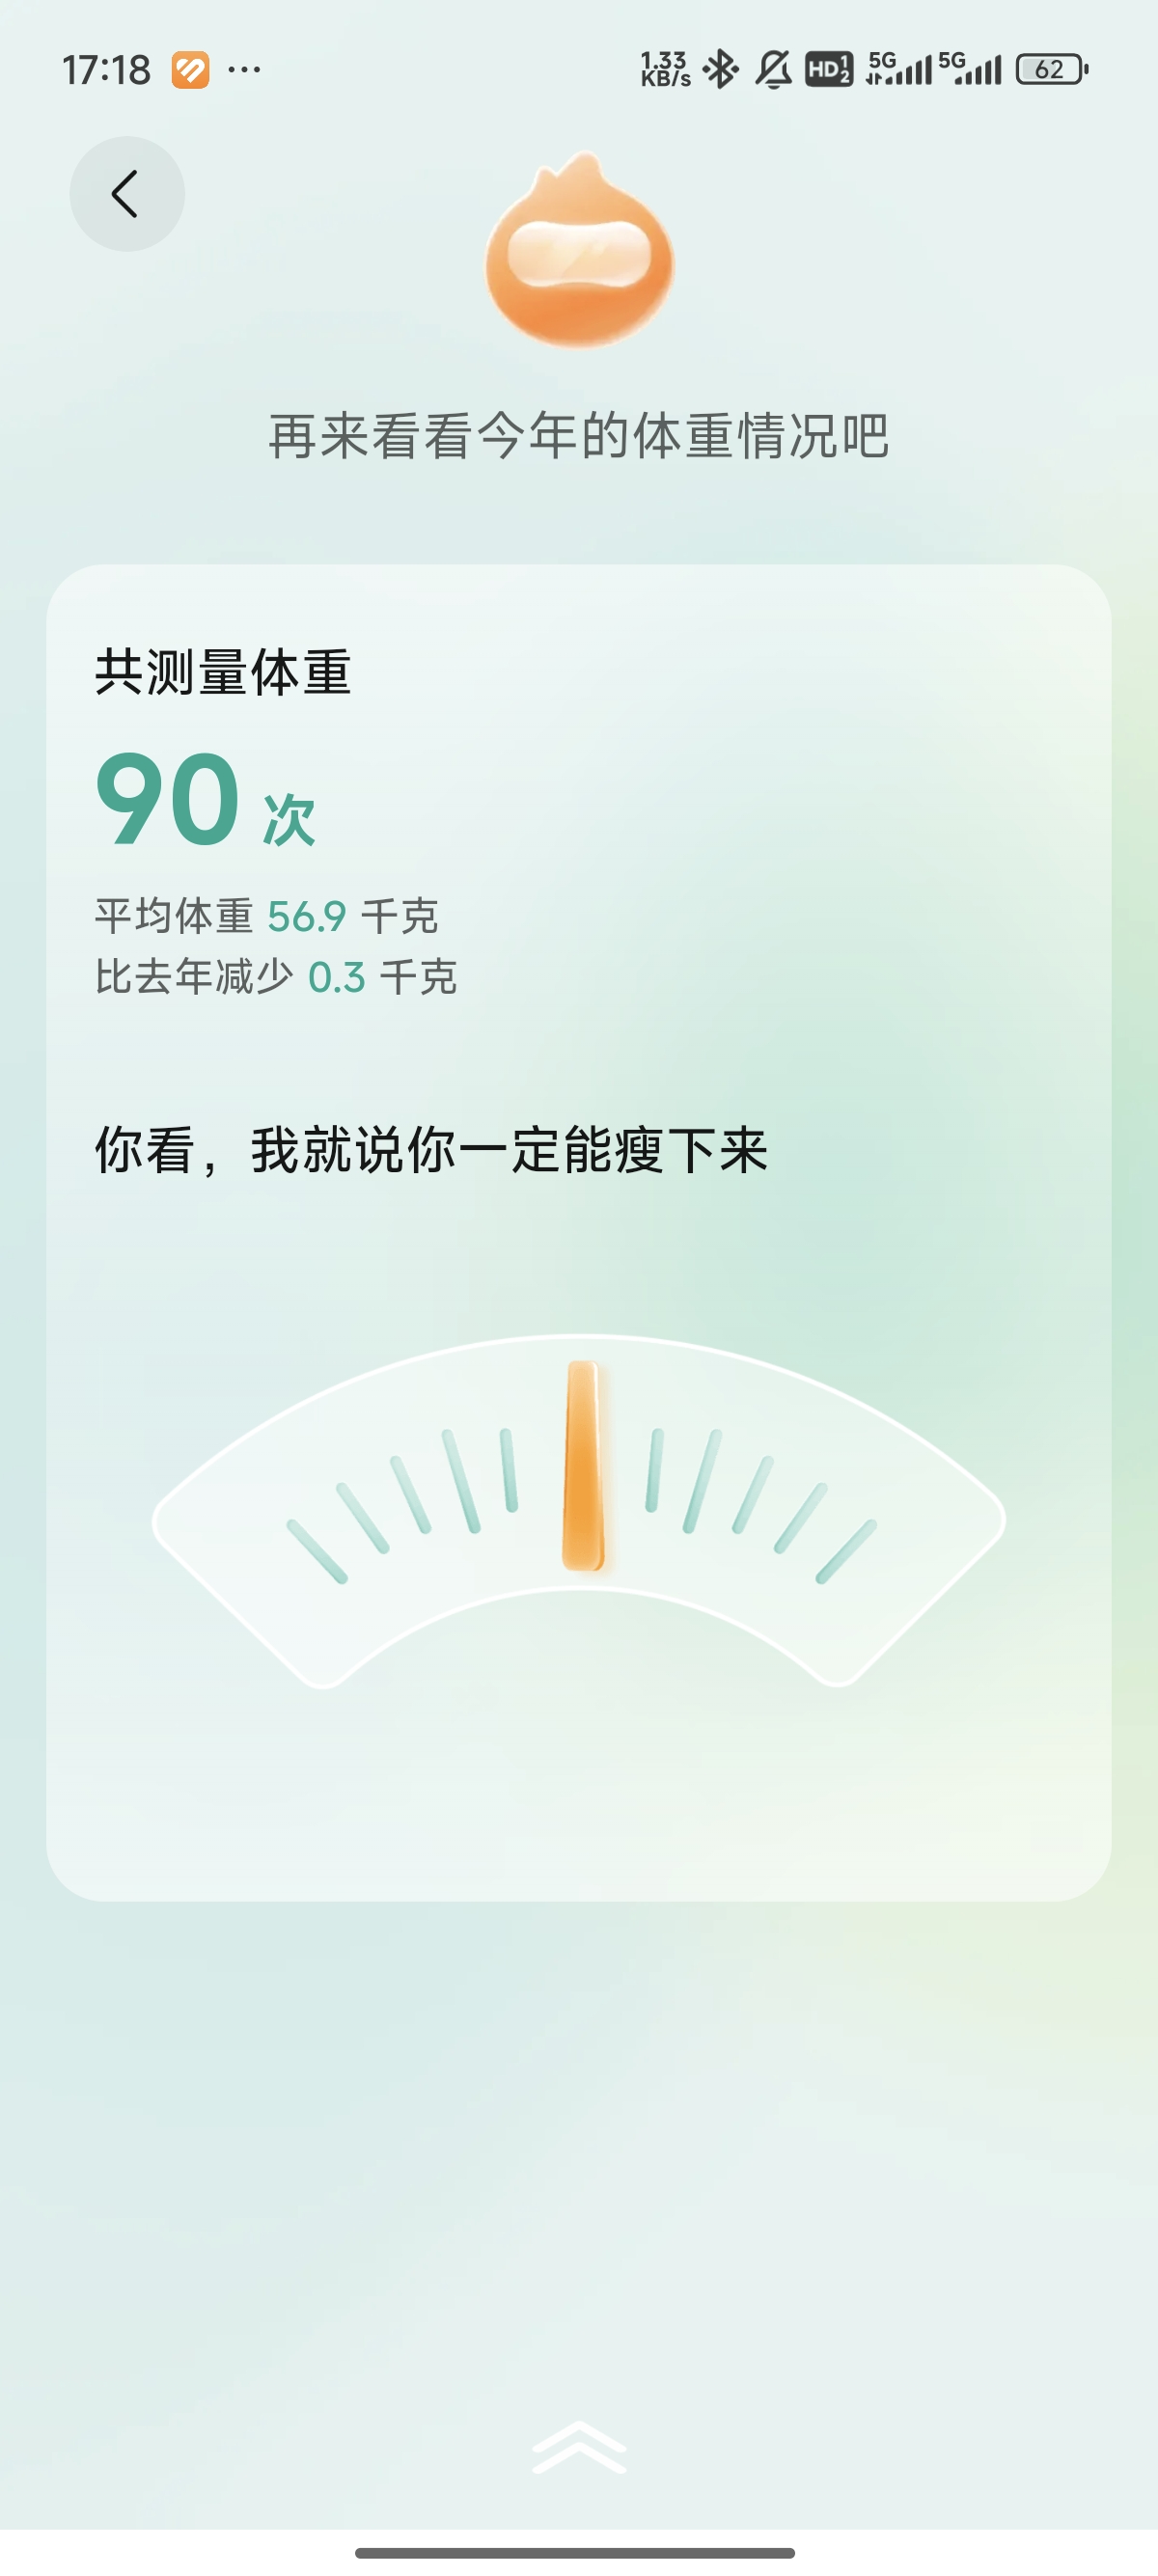 17:18 ··· 1.33 KB/s HD 1 2 5G 5G 62
再来看看今年的体重情况吧
共测量体重
90 次
平均体重 56.9 千克
比去年减少 0.3 千克
你看，我就说你一定能瘦下来